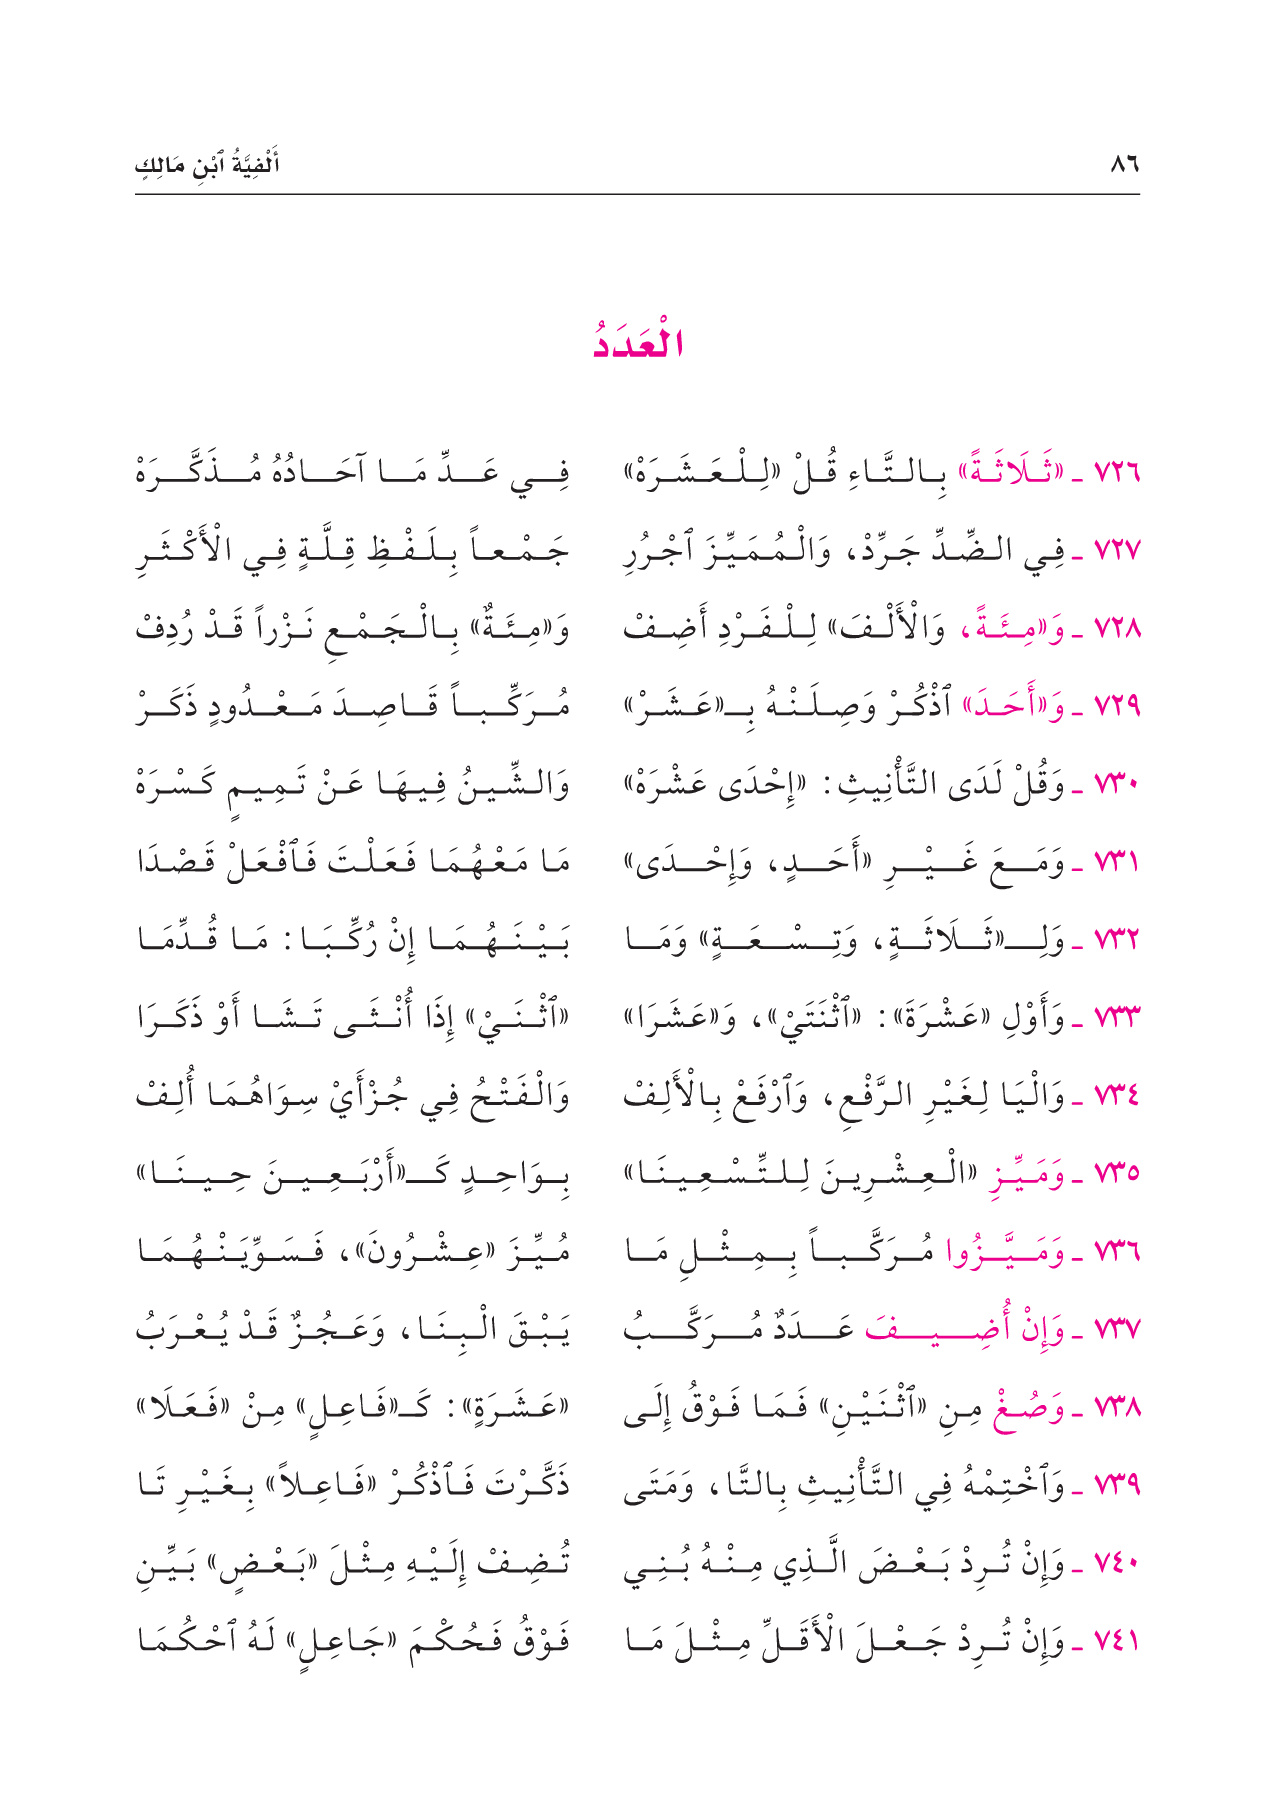 ٨٦ أَلْفِيَّةُ ٱبْنِ مَالِكٍ
الْعَدَدُ
٧٢٦ ـ «ثَلَاثَةً» بِالتَّاءِ قُلْ «لِلْعَشَرَهْ» فِي عَدِّ مَا آحَادُهُ مُذَكَّرَهْ
٧٢٧ ـ فِي الضِّدِّ جَرِّدْ، وَالْمُمَيِّزَ ٱجْرُرِ جَمْعاً بِلَفْظِ قِلَّةٍ فِي الْأَكْثَرِ
٧٢٨ ـ وَ«مِئَةً، وَالْأَلْفَ» لِلْفَرْدِ أَضِفْ وَ«مِئَةٌ» بِالْجَمْعِ نَزْراً قَدْ رُدِفْ
٧٢٩ ـ وَ«أَحَدَ» ٱذْكُرْ وَصِلَنْهُ بِـ«عَشَرْ» مُرَكِّباً قَاصِدَ مَعْدُودٍ ذَكَرْ
٧٣٠ ـ وَقُلْ لَدَى التَّأْنِيثِ: «إِحْدَى عَشْرَهْ» وَالشِّينُ فِيهَا عَنْ تَمِيمٍ كَسْرَهْ
٧٣١ ـ وَمَعَ غَيْرِ «أَحَدٍ، وَإِحْدَى» مَا مَعْهُمَا فَعَلْتَ فَٱفْعَلْ قَصْدَا
٧٣٢ ـ وَلِـ«ثَلَاثَةٍ، وَتِسْعَةٍ» وَمَا بَيْنَهُمَا إِنْ رُكِّبَا: مَا قُدِّمَا
٧٣٣ ـ وَأَوْلِ «عَشْرَةَ»: «ٱثْنَتَيْ»، وَ«عَشَرَا» «ٱثْنَيْ» إِذَا أُنْثَى تَشَا أَوْ ذَكَرَا
٧٣٤ ـ وَالْيَا لِغَيْرِ الرَّفْعِ، وَٱرْفَعْ بِالْأَلِفْ وَالْفَتْحُ فِي جُزْأَيْ سِوَاهُمَا أُلِفْ
٧٣٥ ـ وَمَيِّزِ «الْعِشْرِينَ لِلتِّسْعِينَا» بِوَاحِدٍ كَـ«أَرْبَعِينَ حِينَا»
٧٣٦ ـ وَمَيَّزُوا مُرَكَّباً بِمِثْلِ مَا مُيِّزَ «عِشْرُونَ»، فَسَوِّيَنْهُمَا
٧٣٧ ـ وَإِنْ أُضِيفَ عَدَدٌ مُرَكَّبُ يَبْقَ الْبِنَا، وَعَجُزٌ قَدْ يُعْرَبُ
٧٣٨ ـ وَصُغْ مِنِ «ٱثْنَيْنِ» فَمَا فَوْقُ إِلَى «عَشَرَةٍ»: كَـ«فَاعِلٍ» مِنْ «فَعَلَا»
٧٣٩ ـ وَٱخْتِمْهُ فِي التَّأْنِيثِ بِالتَّا، وَمَتَى ذَكَّرْتَ فَٱذْكُرْ «فَاعِلاً» بِغَيْرِ تَا
٧٤٠ ـ وَإِنْ تُرِدْ بَعْضَ الَّذِي مِنْهُ بُنِي تُضِفْ إِلَيْهِ مِثْلَ «بَعْضٍ» بَيِّنِ
٧٤١ ـ وَإِنْ تُرِدْ جَعْلَ الْأَقَلِّ مِثْلَ مَا فَوْقُ فَحُكْمَ «جَاعِلٍ» لَهُ ٱحْكُمَا